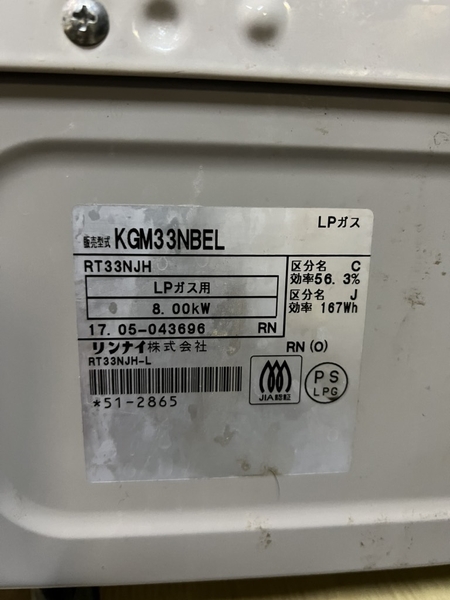 LPガス
販売型式 KGM33NBEL
RT33NJH
LPガス用
8.00kW
17.05-043696 RN
区分名 C
効率56.3%
区分名 J
効率 167Wh
リンナイ株式会社 RN(O)
RT33NJH-L
*51-2865
JIA認証
PS
LPG